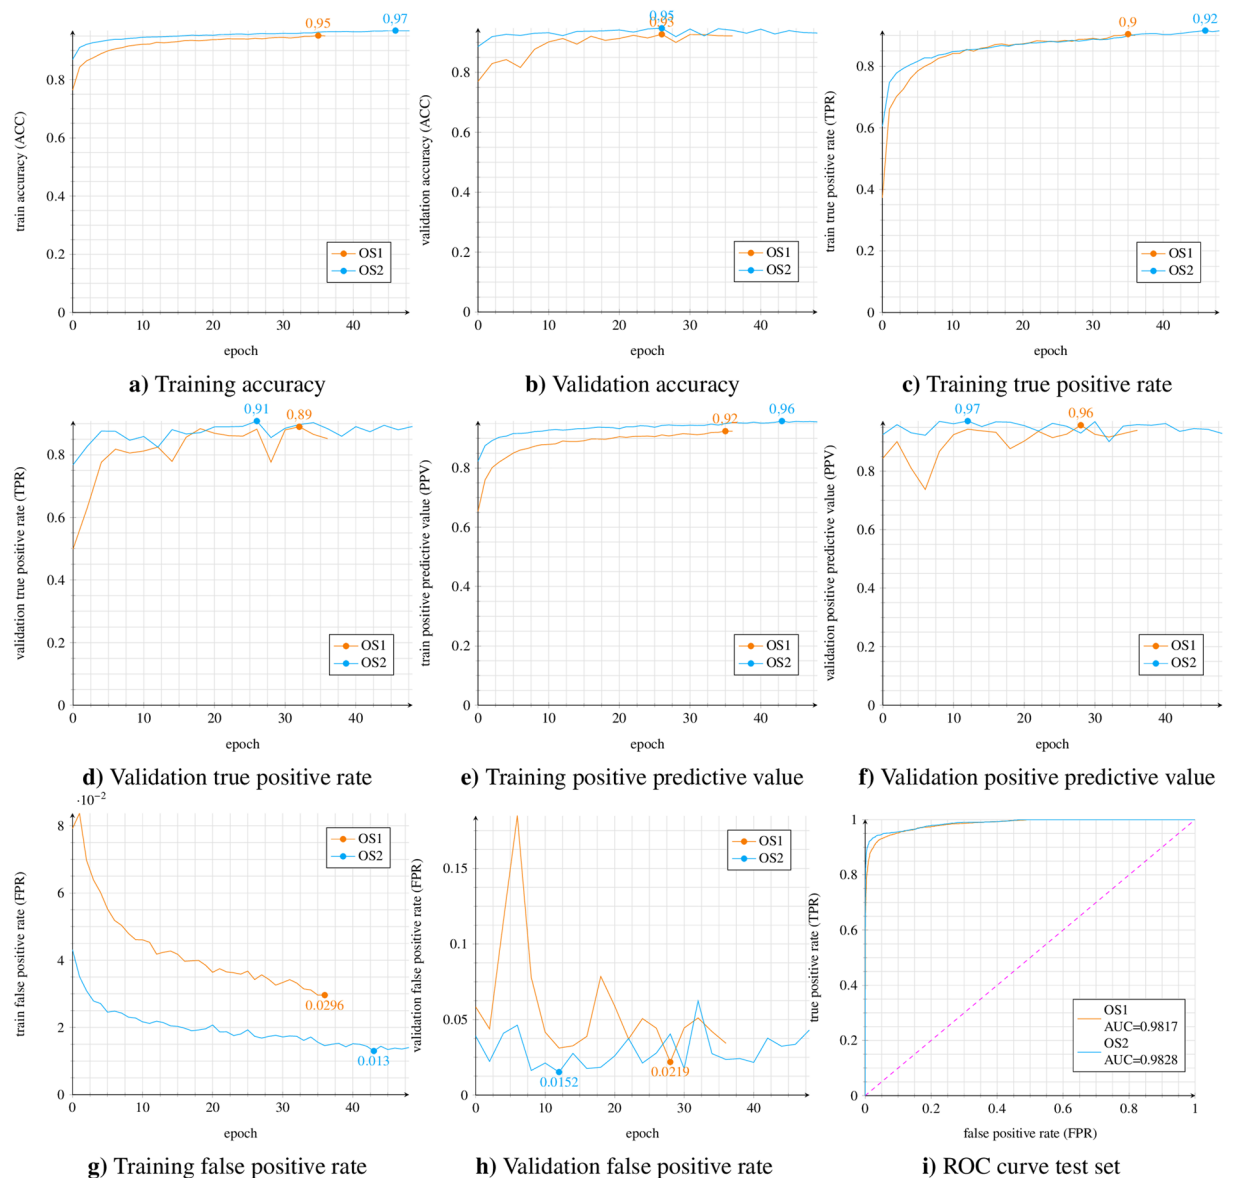 0.95
0.8
0.6
0.4
0.2
0
0 10 20 30 40
train accuracy (ACC)
epoch
OS1
OS2
a) Training accuracy
0.95
0.8
0.6
0.4
0.2
0
0 10 20 30 40
validation accuracy (ACC)
epoch
OS1
OS2
b) Validation accuracy
0.9
0.92
0.8
0.6
0.4
0.2
0
0 10 20 30 40
train true positive rate (TPR)
epoch
OS1
OS2
c) Training true positive rate
0.91
0.89
0.8
0.6
0.4
0.2
0
0 10 20 30 40
validation true positive rate (TPR)
epoch
OS1
OS2
d) Validation true positive rate
0.92
0.96
0.8
0.6
0.4
0.2
0
0 10 20 30 40
train positive predictive value (PPV)
epoch
OS1
OS2
e) Training positive predictive value
0.97
0.96
0.8
0.6
0.4
0.2
0
0 10 20 30 40
validation positive predictive value (PPV)
epoch
OS1
OS2
f) Validation positive predictive value
·10−2
8
6
4
2
0
0 10 20 30 40
train false positive rate (FPR)
epoch
OS1
OS2
0.0296
0.013
g) Training false positive rate
0.15
0.1
0.05
0
0 10 20 30 40
validation false positive rate (FPR)
epoch
OS1
OS2
0.0152
0.0219
h) Validation false positive rate
1
0.8
0.6
0.4
0.2
0
0 0.2 0.4 0.6 0.8 1
true positive rate (TPR)
false positive rate (FPR)
OS1
AUC=0.9817
OS2
AUC=0.9828
i) ROC curve test set
0.97